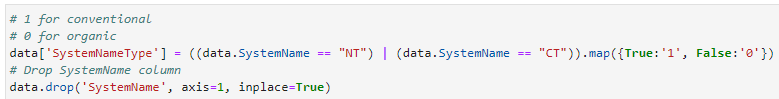 # 1 for conventional
# 0 for organic
data['SystemNameType'] = ((data.SystemName == "NT") | (data.SystemName == "CT")).map({True:'1', False:'0'})
# Drop SystemName column
data.drop('SystemName', axis=1, inplace=True)